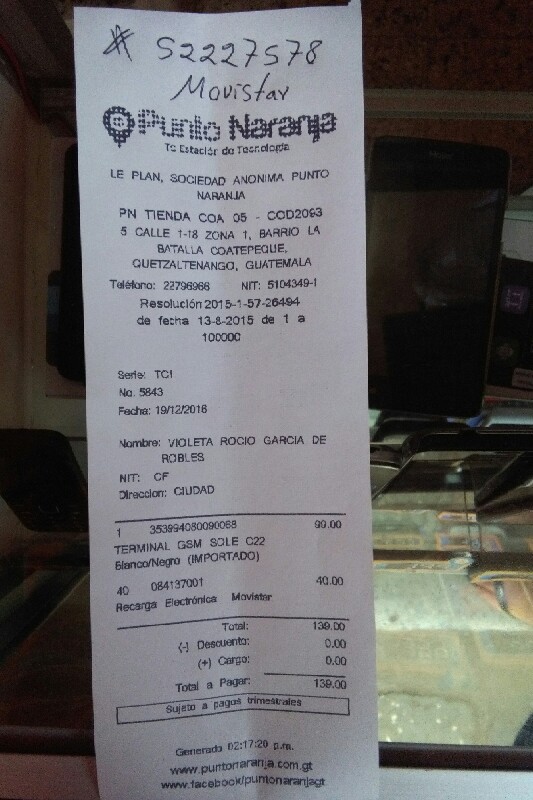 # 52227578
Movistar
Punto Naranja
Tu Estación de Tecnología
LE PLAN, SOCIEDAD ANONIMA PUNTO
NARANJA
PN TIENDA COA 05 - COD2093
5 CALLE 1-18 ZONA 1, BARRIO LA
BATALLA COATEPEQUE,
QUETZALTENANGO, GUATEMALA
Teléfono: 22796966 NIT: 5104349-1
Resolución 2015-1-57-26494
de fecha 13-8-2015 de 1 a
100000
Serie: TC1
No. 5843
Fecha: 19/12/2016
Nombre: VIOLETA ROCIO GARCIA DE
ROBLES
NIT: CF
Direccion: CIUDAD
1 353994080090068 99.00
TERMINAL GSM SOLE C22
Blanco/Negro (IMPORTADO)
40 084137001 40.00
Recarga Electrónica Movistar
Total: 139.00
(-) Descuento: 0.00
(+) Cargo: 0.00
Total a Pagar: 139.00
Sujeto a pagos trimestrales
Generado 02:17:20 p.m.
www.puntonaranja.com.gt
www.facebook/puntonaranjagt